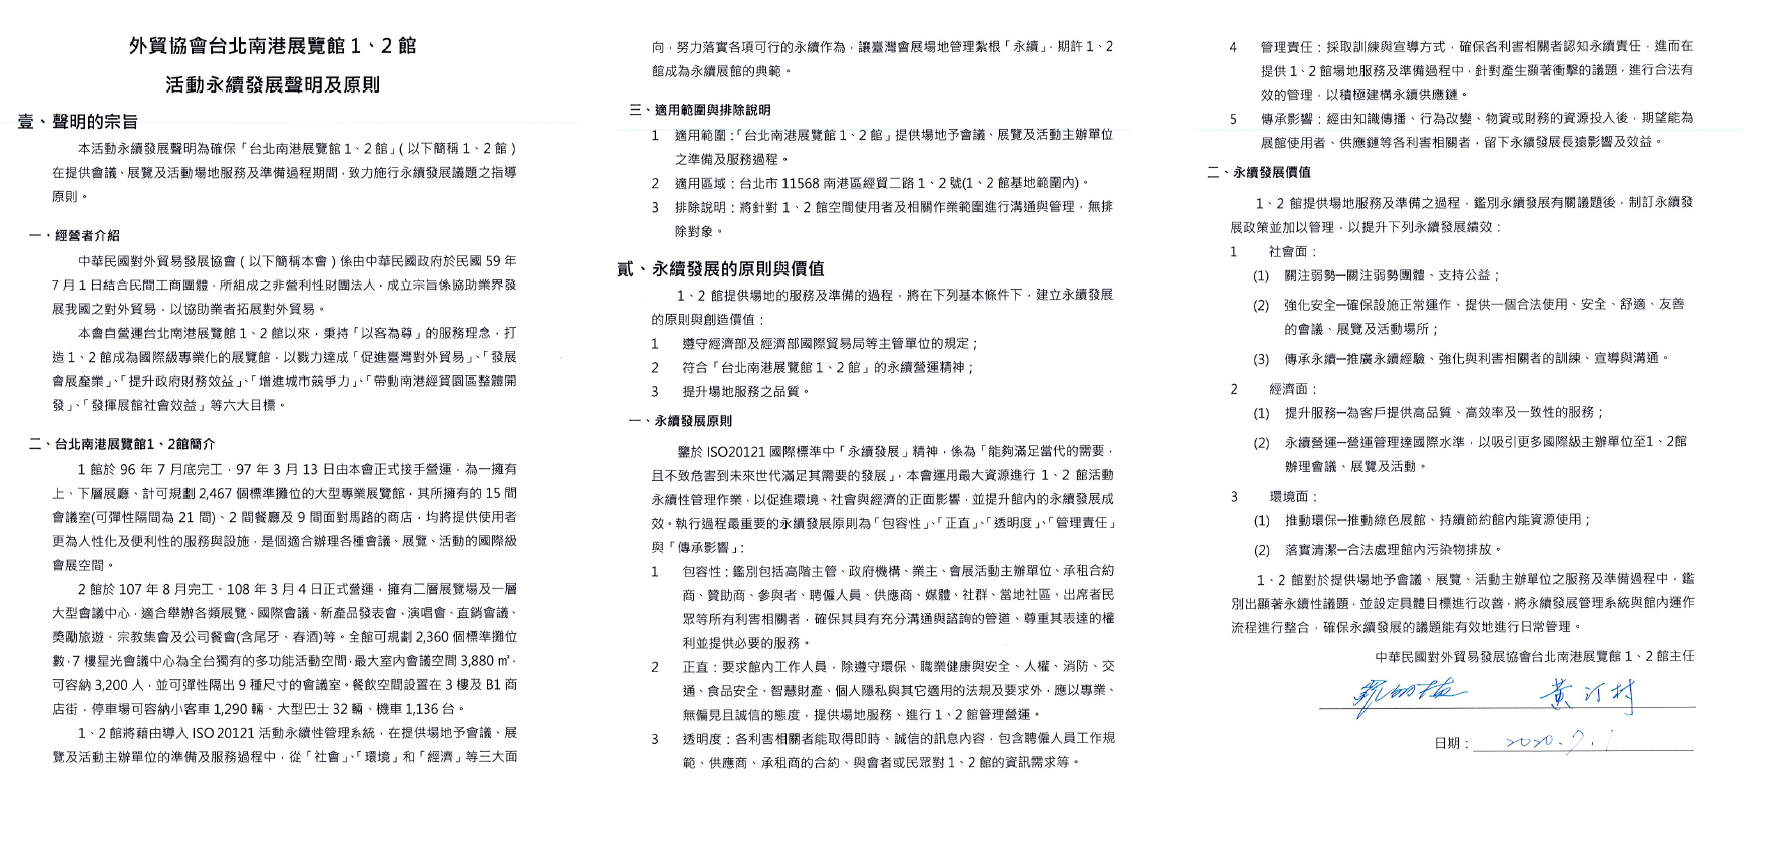 外貿協會台北南港展覽館 1、2 館
活動永續發展聲明及原則
壹、聲明的宗旨
本活動永續發展聲明為確保「台北南港展覽館 1、2 館」( 以下簡稱 1、2 館 )
在提供會議、展覽及活動場地服務及準備過程期間，致力施行永續發展議題之指導
原則。
一、經營者介紹
中華民國對外貿易發展協會 ( 以下簡稱本會 ) 係由中華民國政府於民國 59 年
7 月 1 日結合民間工商團體，所組成之非營利性財團法人，成立宗旨係協助業界發
展我國之對外貿易，以協助業者拓展對外貿易。
本會自營運台北南港展覽館 1、2 館以來，秉持「以客為尊」的服務理念，打
造 1、2 館成為國際級專業化的展覽館，以戮力達成「促進臺灣對外貿易」、「發展
會展產業」、「提升政府財務效益」、「增進城市競爭力」、「帶動南港經貿園區整體開
發」、「發揮展館社會效益」等六大目標。
二、台北南港展覽館1、2館簡介
1 館於 96 年 7 月底完工，97 年 3 月 13 日由本會正式接手營運，為一擁有
上、下層展廳、計可規劃 2,467 個標準攤位的大型專業展覽館，其所擁有的 15 間
會議室(可彈性隔間為 21 間)、2 間餐廳及 9 間面對馬路的商店，均將提供使用者
更為人性化及便利性的服務與設施，是個適合辦理各種會議、展覽、活動的國際級
會展空間。
2 館於 107 年 8 月完工、108 年 3 月 4 日正式營運，擁有二層展覽場及一層
大型會議中心，適合舉辦各類展覽、國際會議、新產品發表會、演唱會、直銷會議、
獎勵旅遊、宗教集會及公司餐會(含尾牙、春酒)等。全館可規劃 2,360 個標準攤位
數，7 樓星光會議中心為全台獨有的多功能活動空間，最大室內會議空間 3,880 ㎡，
可容納 3,200 人，並可彈性隔出 9 種尺寸的會議室。餐飲空間設置在 3 樓及 B1 商
店街，停車場可容納小客車 1,290 輛、大型巴士 32 輛、機車 1,136 台。
1、2 館將藉由導入 ISO 20121 活動永續性管理系統，在提供場地予會議、展
覽及活動主辦單位的準備及服務過程中，從「社會」、「環境」和「經濟」等三大面
向，努力落實各項可行的永續作為，讓臺灣會展場地管理紮根「永續」，期許 1、2
館成為永續展館的典範。
三、適用範圍與排除說明
1 適用範圍：「台北南港展覽館 1、2 館」提供場地予會議、展覽及活動主辦單位
之準備及服務過程。
2 適用區域：台北市 11568 南港區經貿二路 1、2 號(1、2 館基地範圍內)。
3 排除說明：將針對 1、2 館空間使用者及相關作業範圍進行溝通與管理，無排
除對象。
貳、永續發展的原則與價值
1、2 館提供場地的服務及準備的過程，將在下列基本條件下，建立永續發展
的原則與創造價值：
1 遵守經濟部及經濟部國際貿易局等主管單位的規定；
2 符合「台北南港展覽館 1、2 館」的永續營運精神；
3 提升場地服務之品質。
一、永續發展原則
鑒於 ISO20121 國際標準中「永續發展」精神，係為「能夠滿足當代的需要，
且不致危害到未來世代滿足其需要的發展」，本會運用最大資源進行 1、2 館活動
永續性管理作業，以促進環境、社會與經濟的正面影響，並提升館內的永續發展成
效。執行過程最重要的永續發展原則為「包容性」、「正直」、「透明度」、「管理責任」
與「傳承影響」：
1 包容性：鑑別包括高階主管、政府機構、業主、會展活動主辦單位、承租合約
商、贊助商、參與者、聘僱人員、供應商、媒體、社群、當地社區、出席者民
眾等所有利害相關者，確保其具有充分溝通與諮詢的管道、尊重其表達的權
利並提供必要的服務。
2 正直：要求館內工作人員，除遵守環保、職業健康與安全、人權、消防、交
通、食品安全、智慧財產、個人隱私與其它適用的法規及要求外，應以專業、
無偏見且誠信的態度，提供場地服務、進行 1、2 館管理營運。
3 透明度：各利害相關者能取得即時、誠信的訊息內容，包含聘僱人員工作規
範、供應商、承租商的合約、與會者或民眾對 1、2 館的資訊需求等。
4 管理責任：採取訓練與宣導方式，確保各利害相關者認知永續責任，進而在
提供 1、2 館場地服務及準備過程中，針對產生顯著衝擊的議題，進行合法有
效的管理，以積極建構永續供應鏈。
5 傳承影響：經由知識傳播、行為改變、物資或財務的資源投入後，期望能為
展館使用者、供應鏈等各利害相關者，留下永續發展長遠影響及效益。
二、永續發展價值
1、2 館提供場地服務及準備之過程，鑑別永續發展有關議題後，制訂永續發
展政策並加以管理，以提升下列永續發展績效：
1 社會面：
(1) 關注弱勢─關注弱勢團體、支持公益；
(2) 強化安全─確保設施正常運作、提供一個合法使用、安全、舒適、友善
的會議、展覽及活動場所；
(3) 傳承永續─推廣永續經驗、強化與利害相關者的訓練、宣導與溝通。
2 經濟面：
(1) 提升服務─為客戶提供高品質、高效率及一致性的服務；
(2) 永續營運─營運管理達國際水準，以吸引更多國際級主辦單位至1、2館
辦理會議、展覽及活動。
3 環境面：
(1) 推動環保─推動綠色展館、持續節約館內能資源使用；
(2) 落實清潔─合法處理館內污染物排放。
1、2 館對於提供場地予會議、展覽、活動主辦單位之服務及準備過程中，鑑
別出顯著永續性議題，並設定具體目標進行改善，將永續發展管理系統與館內運作
流程進行整合，確保永續發展的議題能有效地進行日常管理。
中華民國對外貿易發展協會台北南港展覽館 1、2 館主任
黃汀村
日期： 2020.7.1